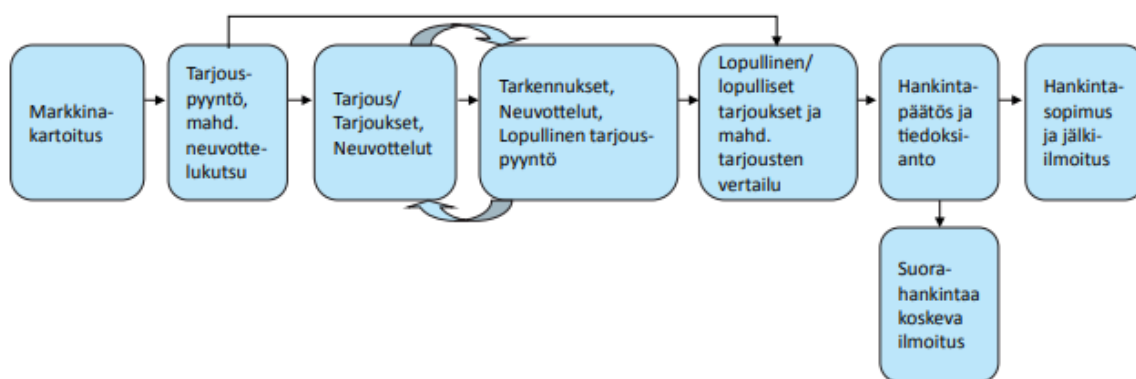 Markkina-
kartoitus
Tarjous-
pyyntö,
mahd.
neuvotte-
lukutsu
Tarjous/
Tarjoukset,
Neuvottelut
Tarkennukset,
Neuvottelut,
Lopullinen tarjous-
pyyntö
Lopullinen/
lopulliset
tarjoukset ja
mahd.
tarjousten
vertailu
Hankinta-
päätös ja
tiedoksi-
anto
Hankinta-
sopimus
ja jälki-
ilmoitus
Suora-
hankintaa
koskeva
ilmoitus